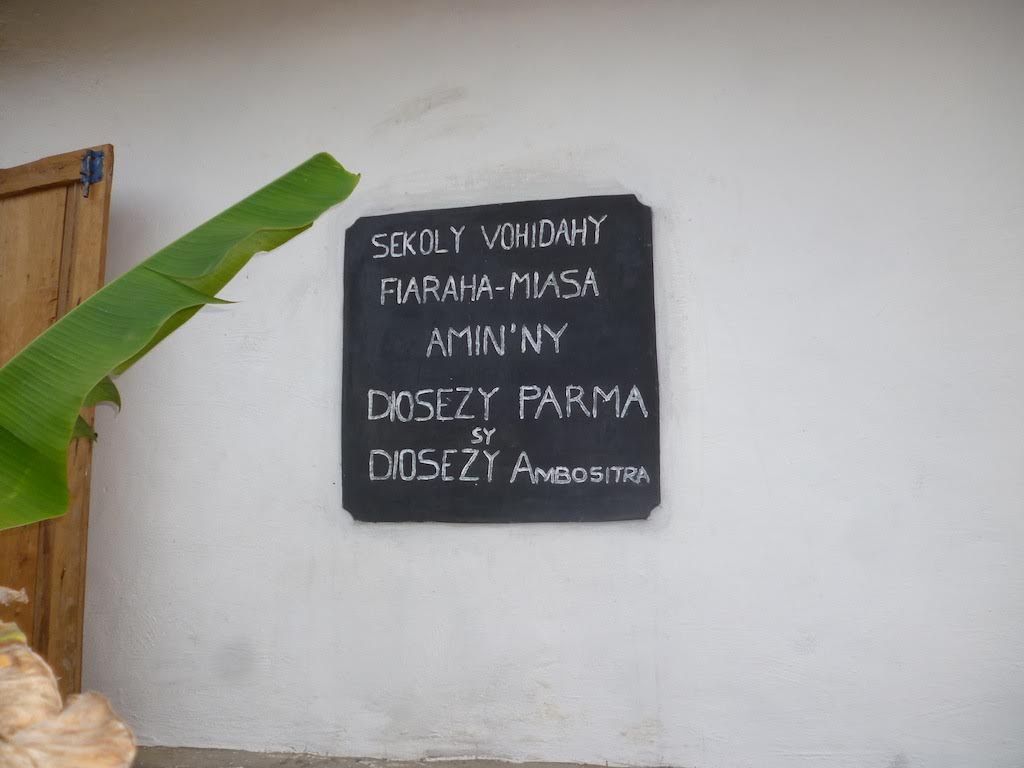 SEKOLY VOHIDAHY
FIARAHA-MIASA
AMIN'NY
DIOSEZY PARMA
SY
DIOSEZY AMBOSITRA